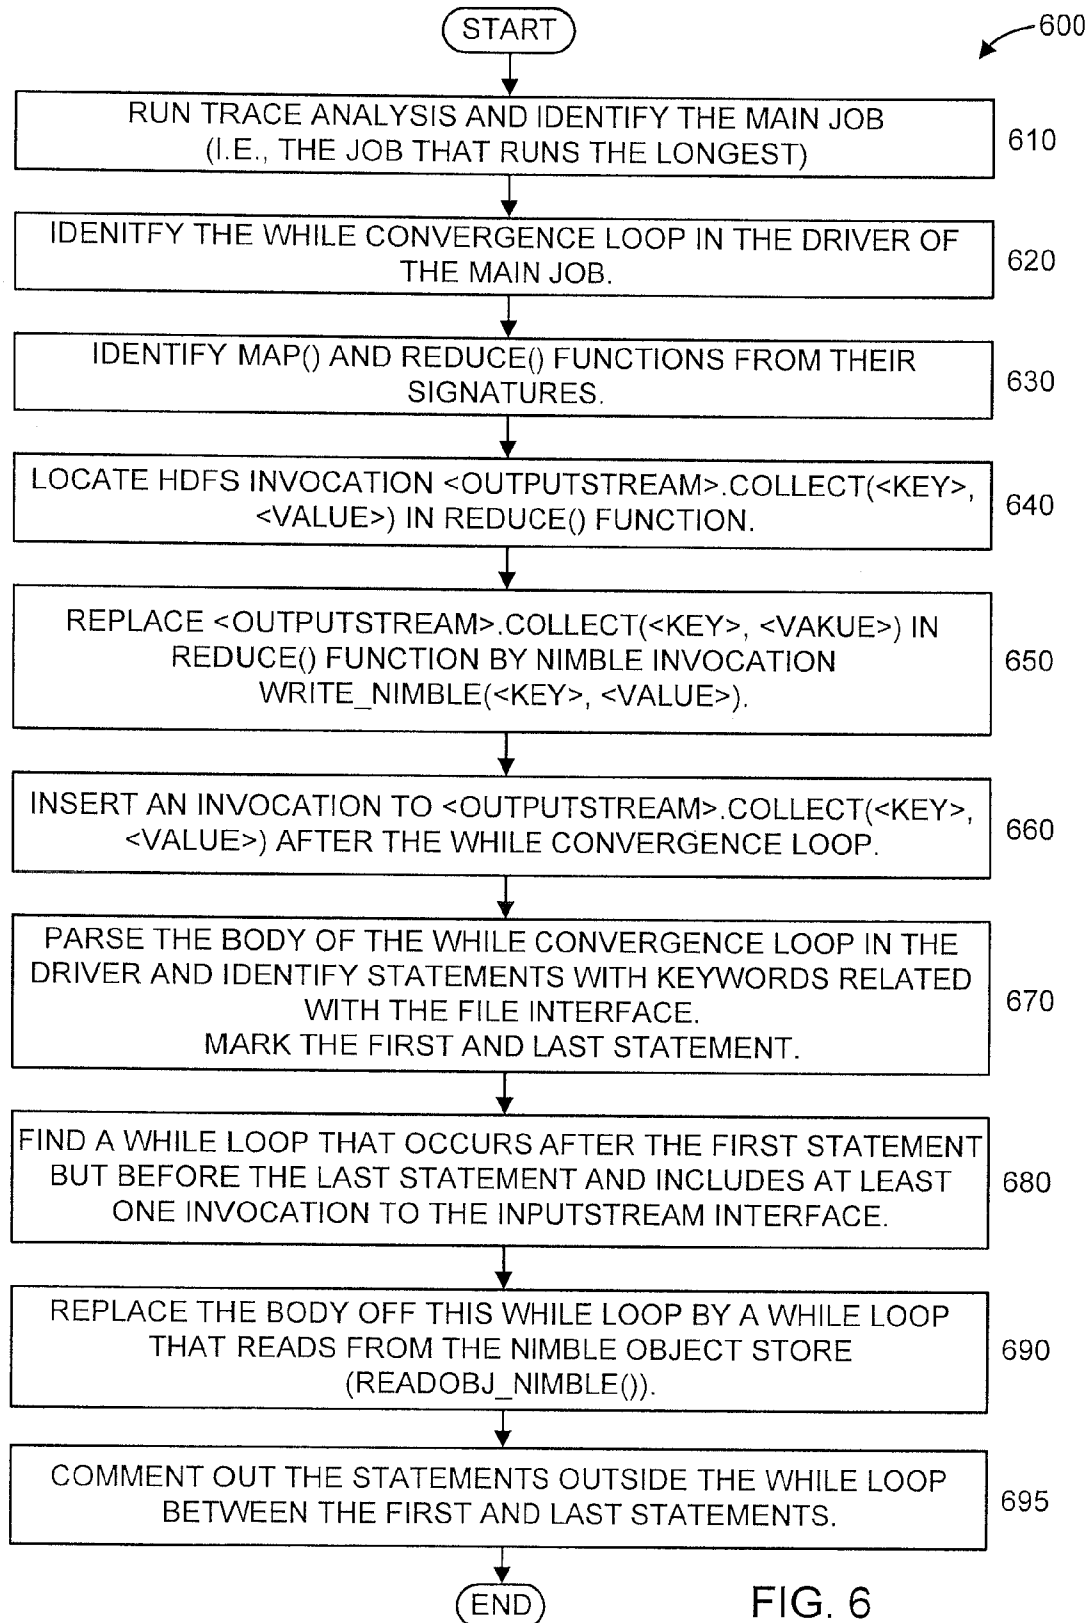 START
600
RUN TRACE ANALYSIS AND IDENTIFY THE MAIN JOB
(I.E., THE JOB THAT RUNS THE LONGEST)
610
IDENITFY THE WHILE CONVERGENCE LOOP IN THE DRIVER OF
THE MAIN JOB.
620
IDENTIFY MAP() AND REDUCE() FUNCTIONS FROM THEIR
SIGNATURES.
630
LOCATE HDFS INVOCATION <OUTPUTSTREAM>.COLLECT(<KEY>,
<VALUE>) IN REDUCE() FUNCTION.
640
REPLACE <OUTPUTSTREAM>.COLLECT(<KEY>, <VAKUE>) IN
REDUCE() FUNCTION BY NIMBLE INVOCATION
WRITE_NIMBLE(<KEY>, <VALUE>).
650
INSERT AN INVOCATION TO <OUTPUTSTREAM>.COLLECT(<KEY>,
<VALUE>) AFTER THE WHILE CONVERGENCE LOOP.
660
PARSE THE BODY OF THE WHILE CONVERGENCE LOOP IN THE
DRIVER AND IDENTIFY STATEMENTS WITH KEYWORDS RELATED
WITH THE FILE INTERFACE.
MARK THE FIRST AND LAST STATEMENT.
670
FIND A WHILE LOOP THAT OCCURS AFTER THE FIRST STATEMENT
BUT BEFORE THE LAST STATEMENT AND INCLUDES AT LEAST
ONE INVOCATION TO THE INPUTSTREAM INTERFACE.
680
REPLACE THE BODY OFF THIS WHILE LOOP BY A WHILE LOOP
THAT READS FROM THE NIMBLE OBJECT STORE
(READOBJ_NIMBLE()).
690
COMMENT OUT THE STATEMENTS OUTSIDE THE WHILE LOOP
BETWEEN THE FIRST AND LAST STATEMENTS.
695
END
FIG. 6